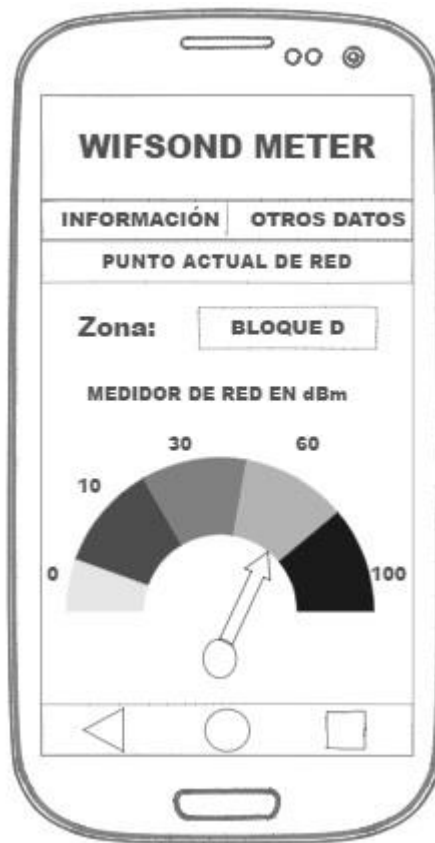 WIFSOND METER
INFORMACIÓN OTROS DATOS
PUNTO ACTUAL DE RED
Zona: BLOQUE D
MEDIDOR DE RED EN dBm
30 60
10
0 100